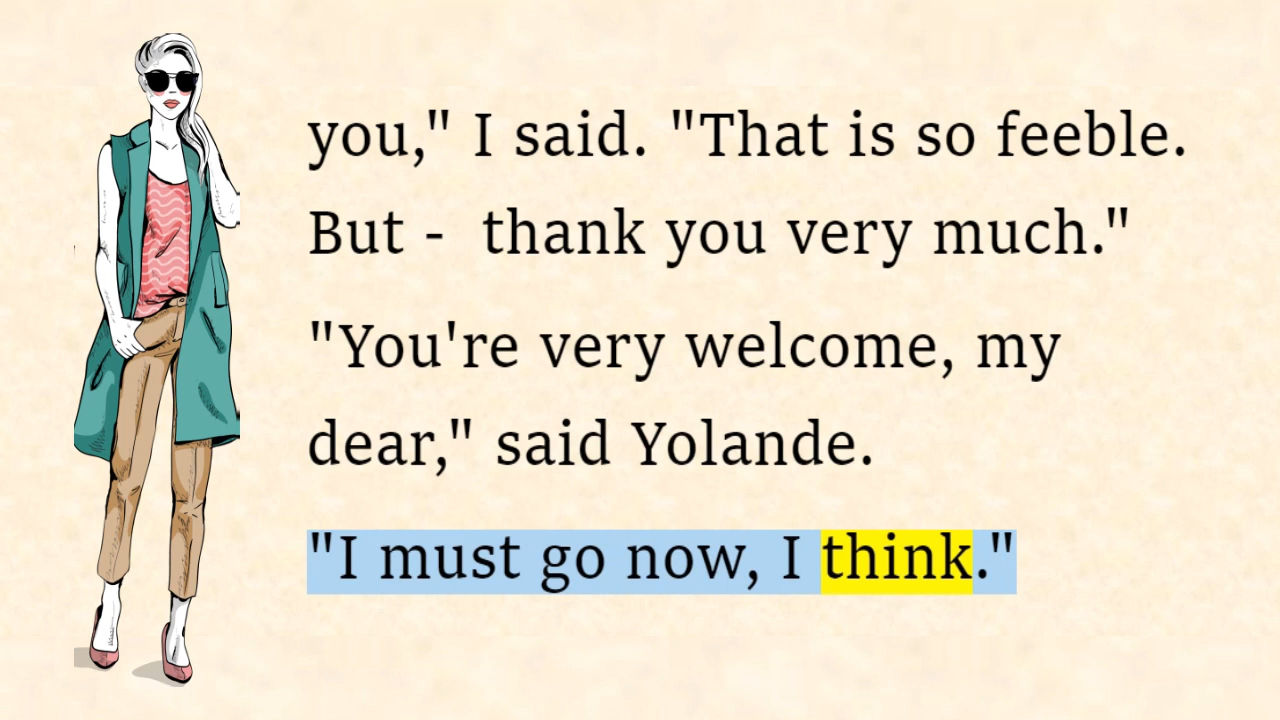 you," I said. "That is so feeble.
But -  thank you very much."
"You're very welcome, my
dear," said Yolande.
"I must go now, I think."